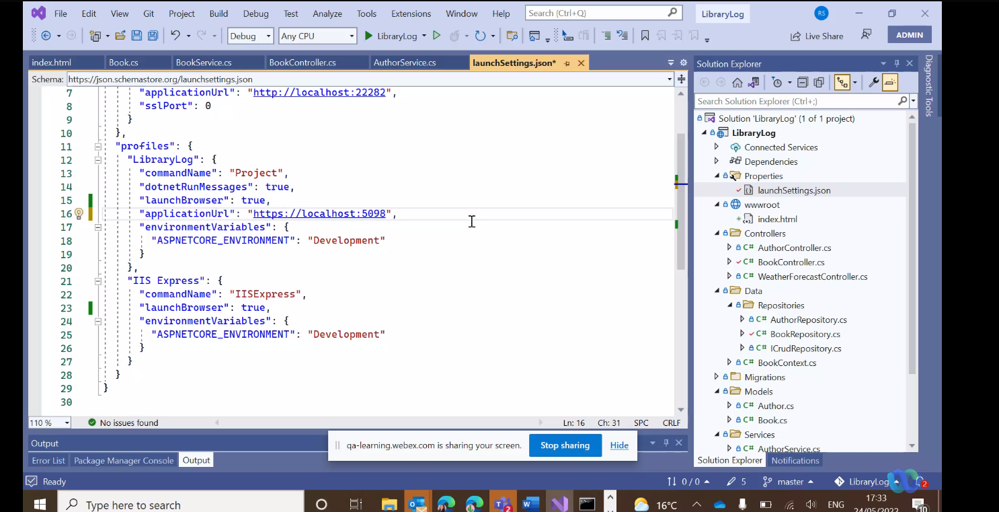 File Edit View Git Project Build Debug Test Analyze Tools Extensions Window Help Search (Ctrl+Q) LibraryLog RS
Debug Any CPU LibraryLog Live Share ADMIN
index.html Book.cs BookService.cs BookController.cs AuthorService.cs launchSettings.json*
Schema: https://json.schemastore.org/launchsettings.json
7 "applicationUrl": "http://localhost:22282",
8 "sslPort": 0
9 }
10 },
11 "profiles": {
12 "LibraryLog": {
13 "commandName": "Project",
14 "dotnetRunMessages": true,
15 "launchBrowser": true,
16 "applicationUrl": "https://localhost:5098",
17 "environmentVariables": {
18 "ASPNETCORE_ENVIRONMENT": "Development"
19 }
20 },
21 "IIS Express": {
22 "commandName": "IISExpress",
23 "launchBrowser": true,
24 "environmentVariables": {
25 "ASPNETCORE_ENVIRONMENT": "Development"
26 }
27 }
28 }
29 }
30
110 % No issues found Ln: 16 Ch: 31 SPC CRLF
Output
Error List Package Manager Console Output
qa-learning.webex.com is sharing your screen. Stop sharing Hide
Solution Explorer
Search Solution Explorer (Ctrl+;)
Solution 'LibraryLog' (1 of 1 project)
LibraryLog
Connected Services
Dependencies
Properties
launchSettings.json
wwwroot
index.html
Controllers
C# AuthorController.cs
C# BookController.cs
C# WeatherForecastController.cs
Data
Repositories
C# AuthorRepository.cs
C# BookRepository.cs
C# ICrudRepository.cs
C# BookContext.cs
Migrations
Models
C# Author.cs
C# Book.cs
Services
C# AuthorService.cs
Solution Explorer Notifications
Diagnostic Tools
Ready 0 / 0 5 master LibraryLog 2
Type here to search 2 16°C ENG 17:33
24/05/2022 10